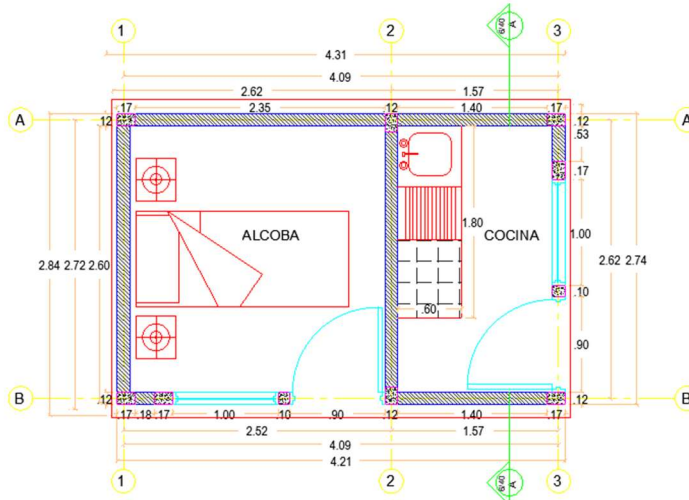 6/40 A
1 2 3
4.31
4.09
2.62 1.57
.17 2.35 .12 1.40 .17
A .12 .12 A
.53
.17
ALCOBA 1.80 COCINA 1.00
2.84 2.72 2.60 2.62 2.74
.10
.60
.90
B .12 .12 B
.17 .18 .17 1.00 .10 .90 .12 1.40 .17
2.52 1.57
4.09
4.21
1 2 3
6/40 A